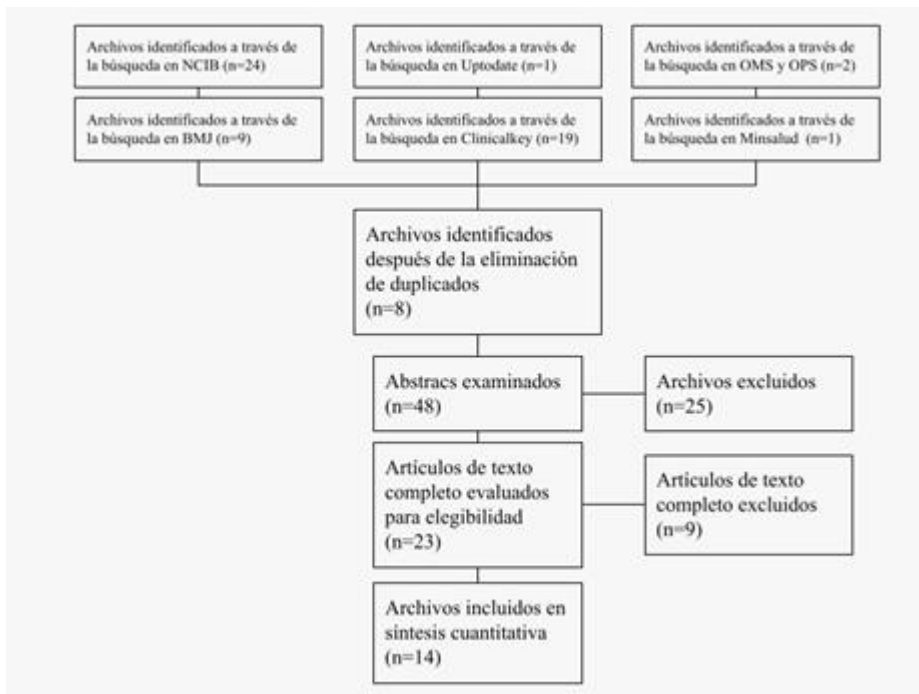 Archivos identificados a través de
la búsqueda en NCIB (n=24)
Archivos identificados a través de
la búsqueda en Uptodate (n=1)
Archivos identificados a través de
la búsqueda en OMS y OPS (n=2)
Archivos identificados a través de
la búsqueda en BMJ (n=9)
Archivos identificados a través de
la búsqueda en Clinicalkey (n=19)
Archivos identificados a través de
la búsqueda en Minsalud (n=1)
Archivos identificados
después de la eliminación
de duplicados
(n=8)
Abstracs examinados
(n=48)
Archivos excluidos
(n=25)
Artículos de texto
completo evaluados
para elegibilidad
(n=23)
Artículos de texto
completo excluidos
(n=9)
Archivos incluidos en
síntesis cuantitativa
(n=14)